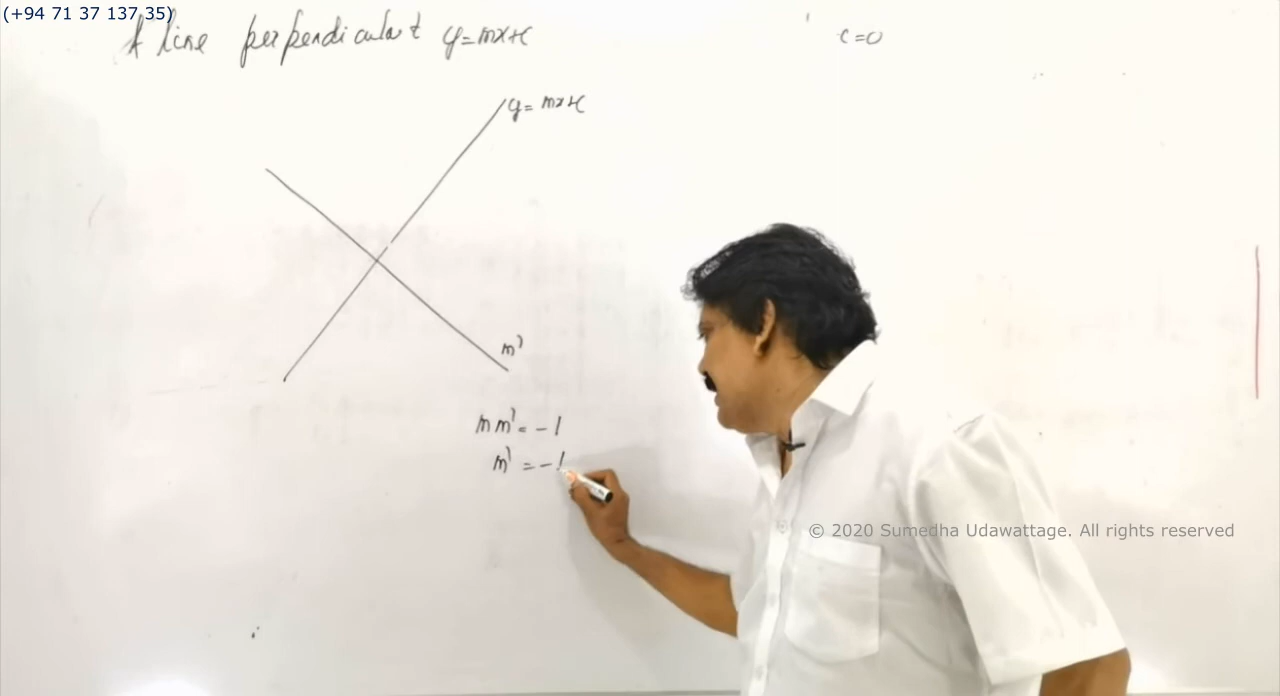 (+94 71 37 137 35)
A line perpendicular t y=mx+c
c=0
y= mx+c
m'
mm'= -1
m' = -1
© 2020 Sumedha Udawattage. All rights reserved